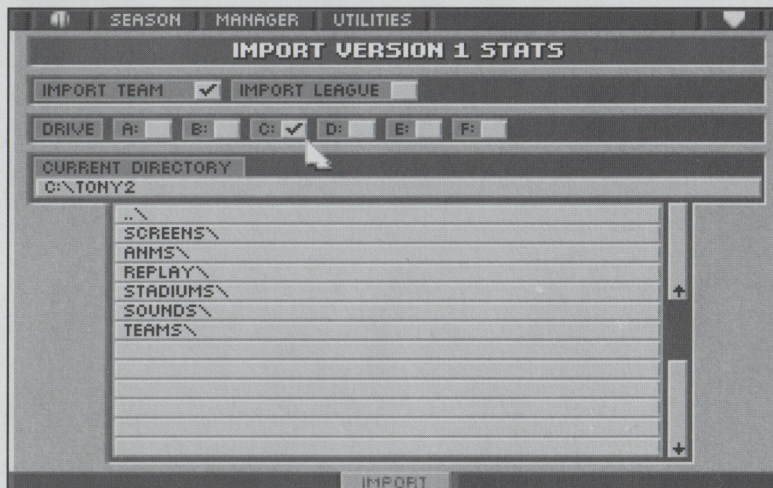 SEASON MANAGER UTILITIES
IMPORT VERSION 1 STATS
IMPORT TEAM IMPORT LEAGUE
DRIVE A: B: C: D: E: F:
CURRENT DIRECTORY
C:\TONY2
..\
SCREENS\
ANMS\
REPLAY\
STADIUMS\
SOUNDS\
TEAMS\
IMPORT